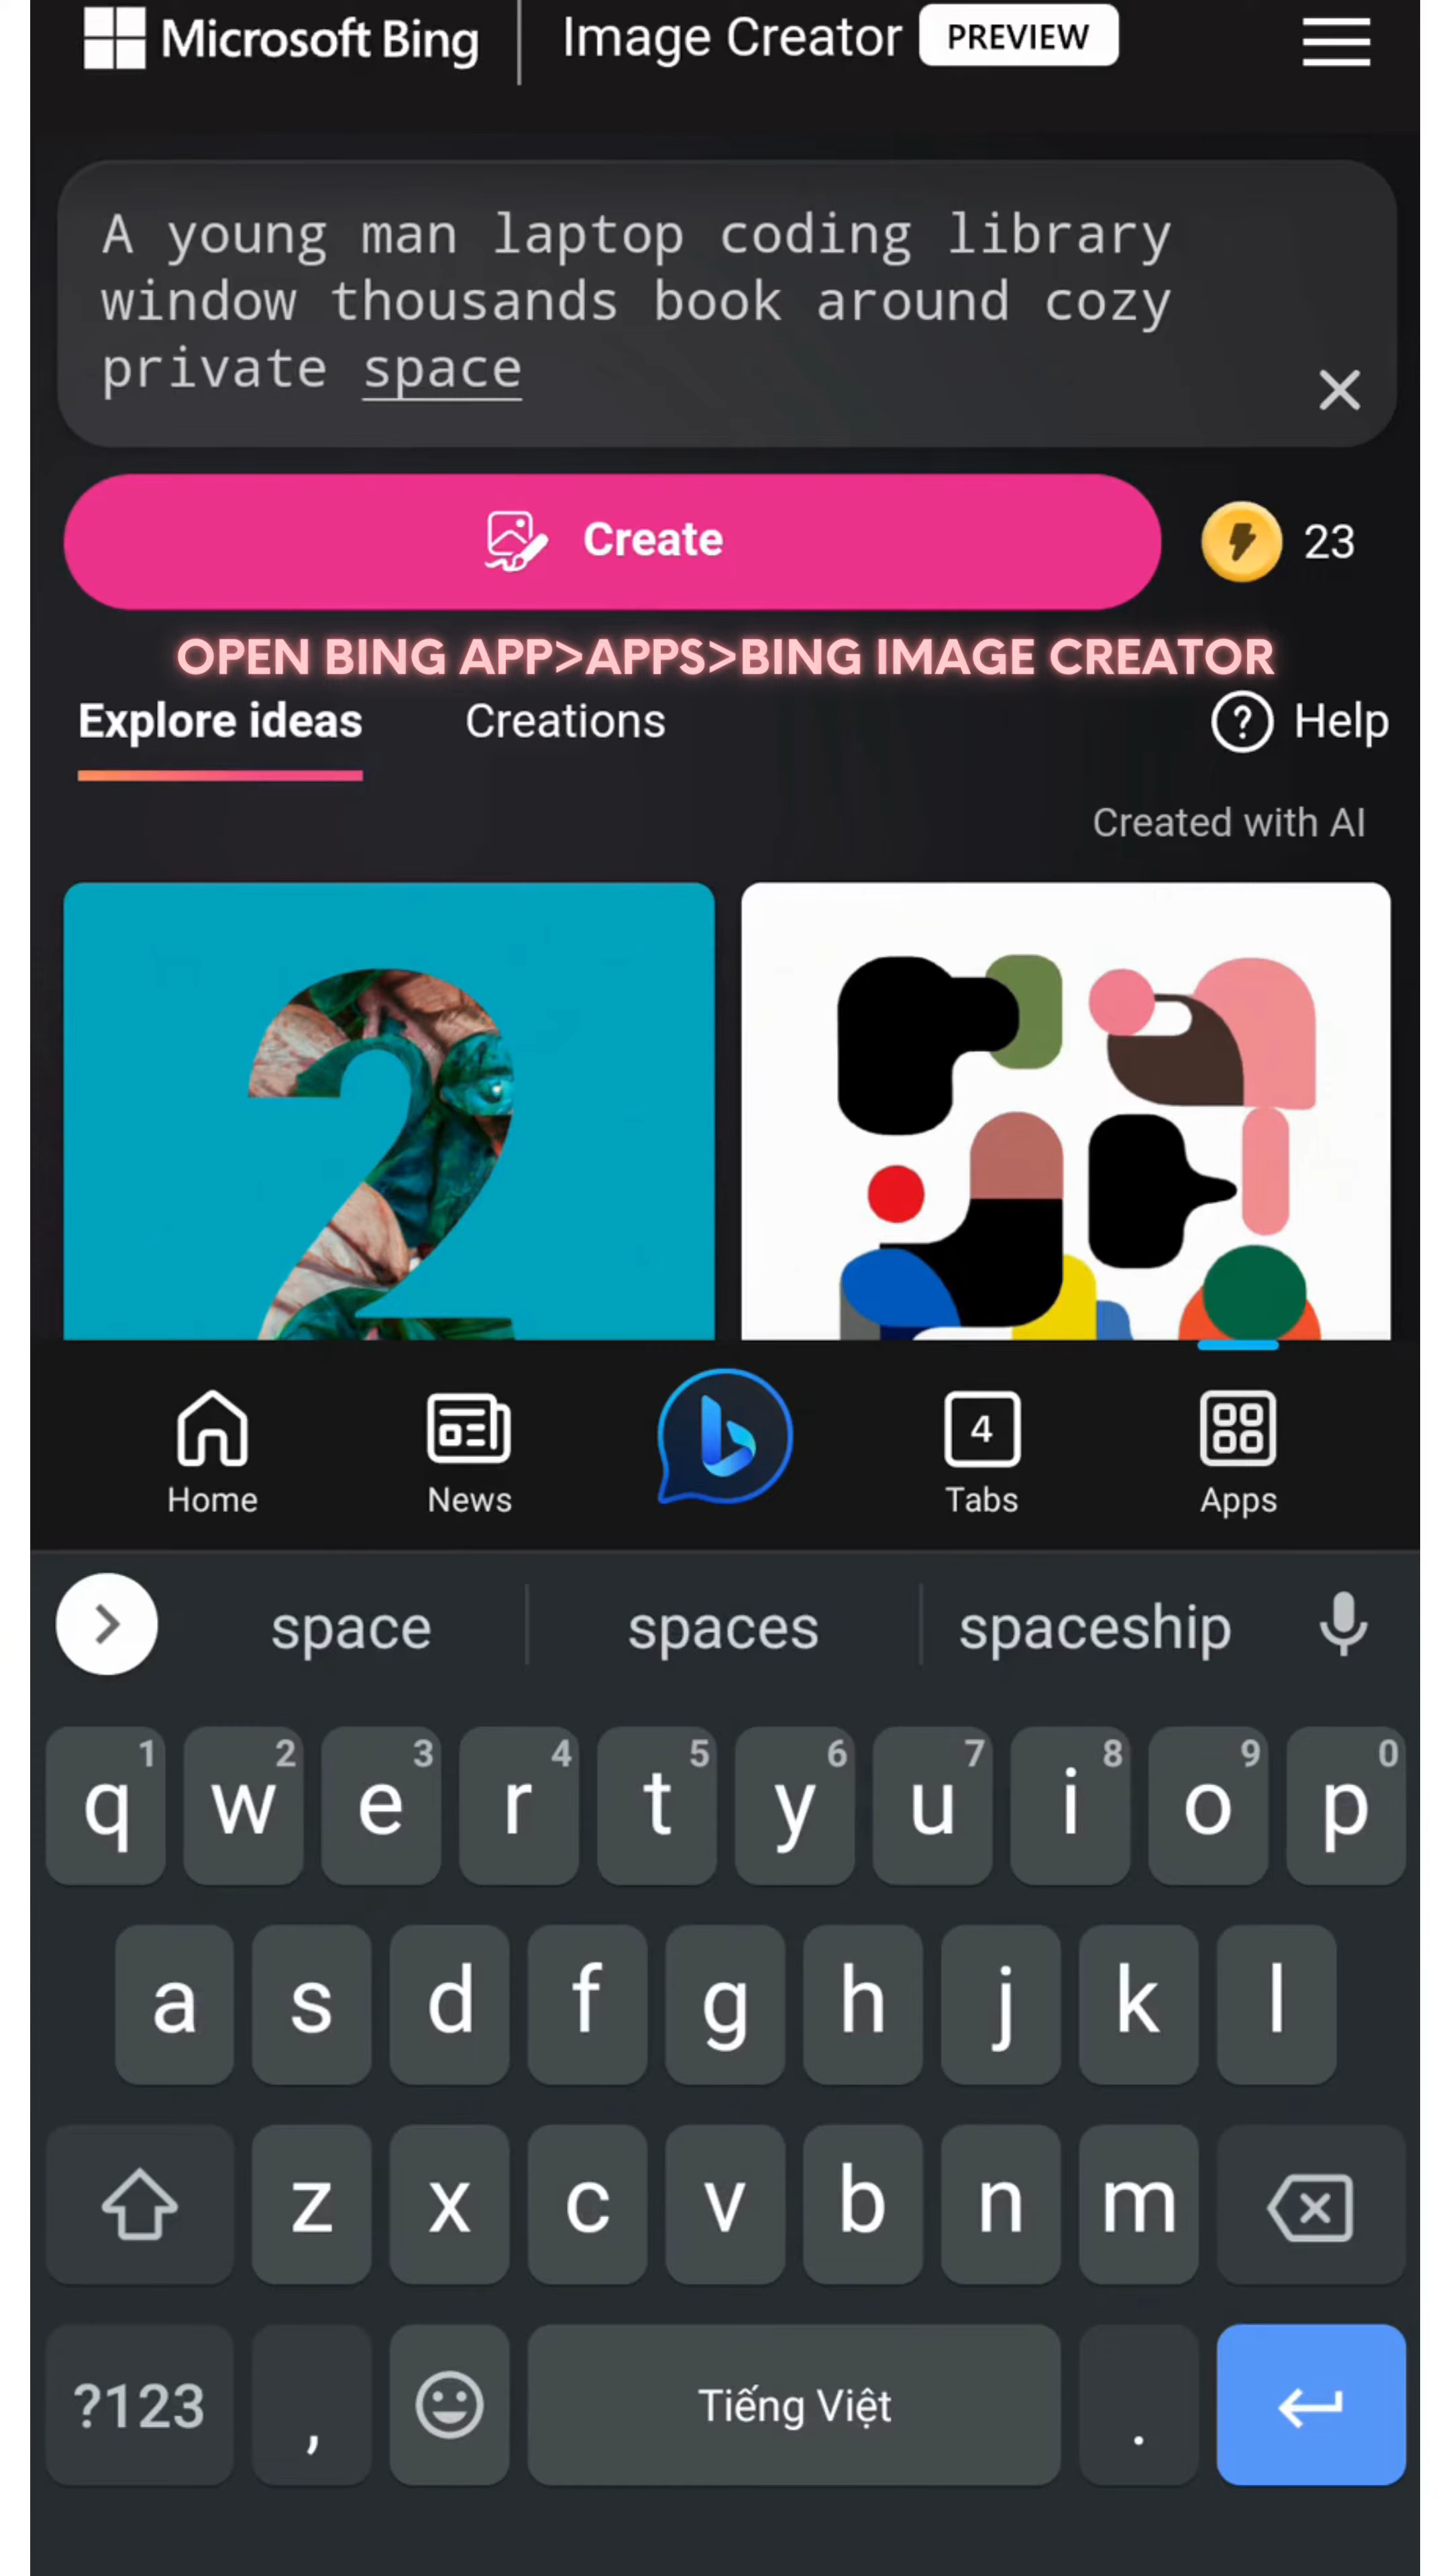 Microsoft Bing | Image Creator PREVIEW
A young man laptop coding library
window thousands book around cozy
private space
Create 23
OPEN BING APP>APPS>BING IMAGE CREATOR
Explore ideas Creations ? Help
Created with AI
2
Home News 4 Tabs Apps
space spaces spaceship
1 2 3 4 5 6 7 8 9 0
q w e r t y u i o p
a s d f g h j k l
z x c v b n m
?123 , Tiếng Việt .